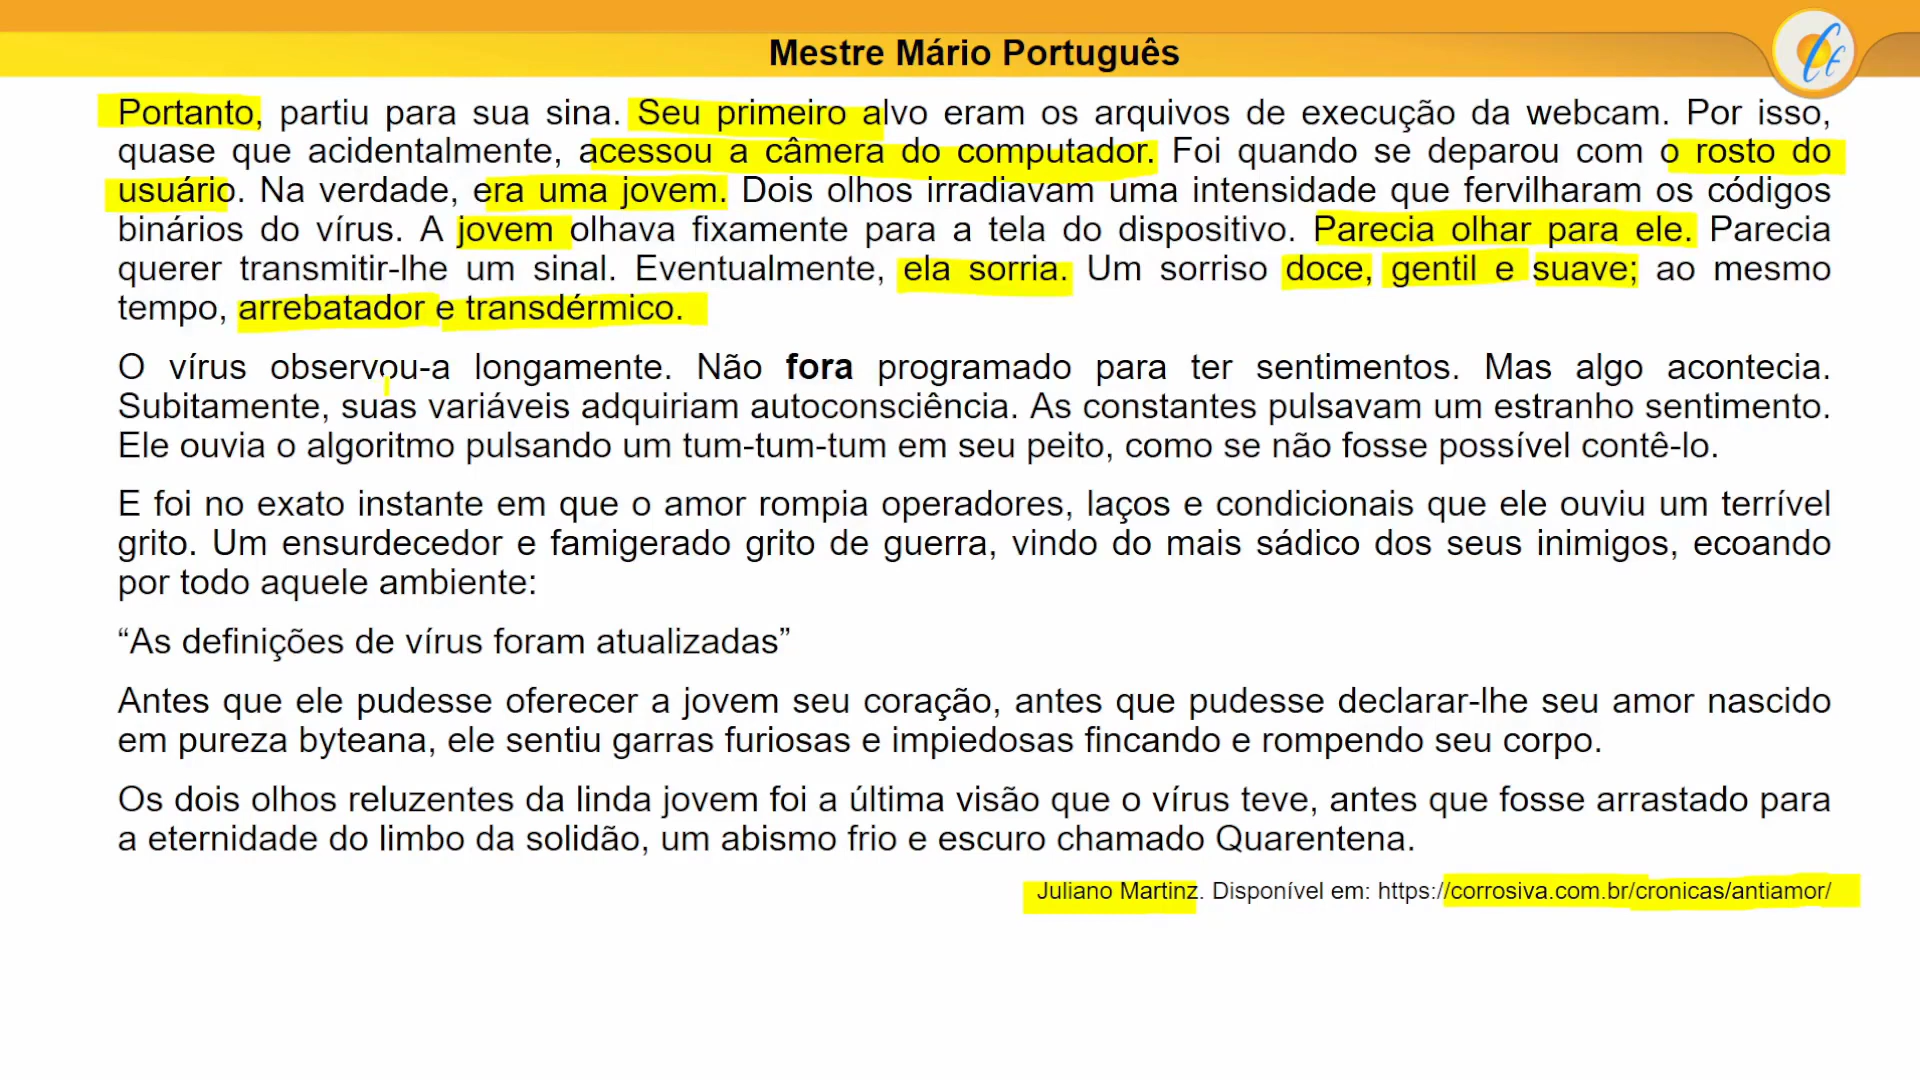 Mestre Mário Português
Portanto, partiu para sua sina. Seu primeiro alvo eram os arquivos de execução da webcam. Por isso,
quase que acidentalmente, acessou a câmera do computador. Foi quando se deparou com o rosto do
usuário. Na verdade, era uma jovem. Dois olhos irradiavam uma intensidade que fervilharam os códigos
binários do vírus. A jovem olhava fixamente para a tela do dispositivo. Parecia olhar para ele. Parecia
querer transmitir-lhe um sinal. Eventualmente, ela sorria. Um sorriso doce, gentil e suave; ao mesmo
tempo, arrebatador e transdérmico.
O vírus observou-a longamente. Não fora programado para ter sentimentos. Mas algo acontecia.
Subitamente, suas variáveis adquiriam autoconsciência. As constantes pulsavam um estranho sentimento.
Ele ouvia o algoritmo pulsando um tum-tum-tum em seu peito, como se não fosse possível contê-lo.
E foi no exato instante em que o amor rompia operadores, laços e condicionais que ele ouviu um terrível
grito. Um ensurdecedor e famigerado grito de guerra, vindo do mais sádico dos seus inimigos, ecoando
por todo aquele ambiente:
“As definições de vírus foram atualizadas”
Antes que ele pudesse oferecer a jovem seu coração, antes que pudesse declarar-lhe seu amor nascido
em pureza byteana, ele sentiu garras furiosas e impiedosas fincando e rompendo seu corpo.
Os dois olhos reluzentes da linda jovem foi a última visão que o vírus teve, antes que fosse arrastado para
a eternidade do limbo da solidão, um abismo frio e escuro chamado Quarentena.
Juliano Martinz. Disponível em: https://corrosiva.com.br/cronicas/antiamor/